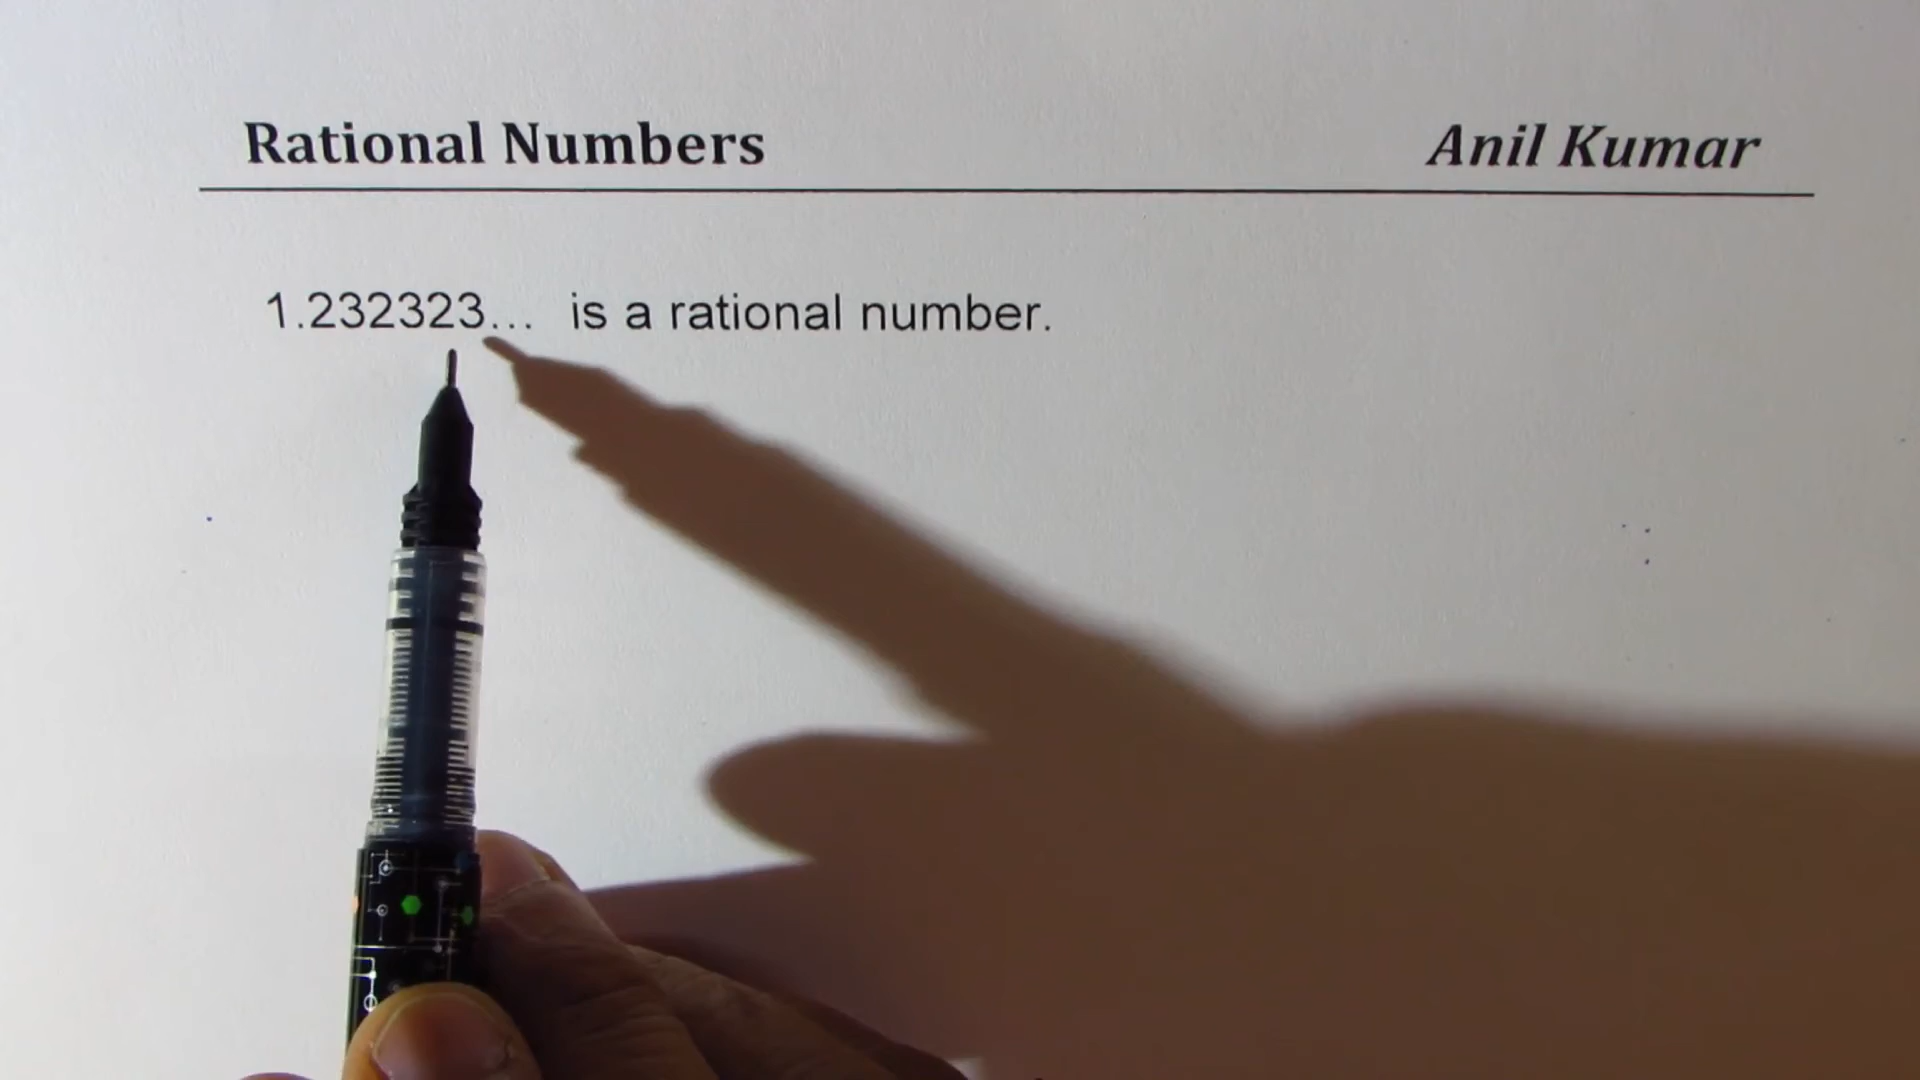 Rational Numbers Anil Kumar
1.232323... is a rational number.